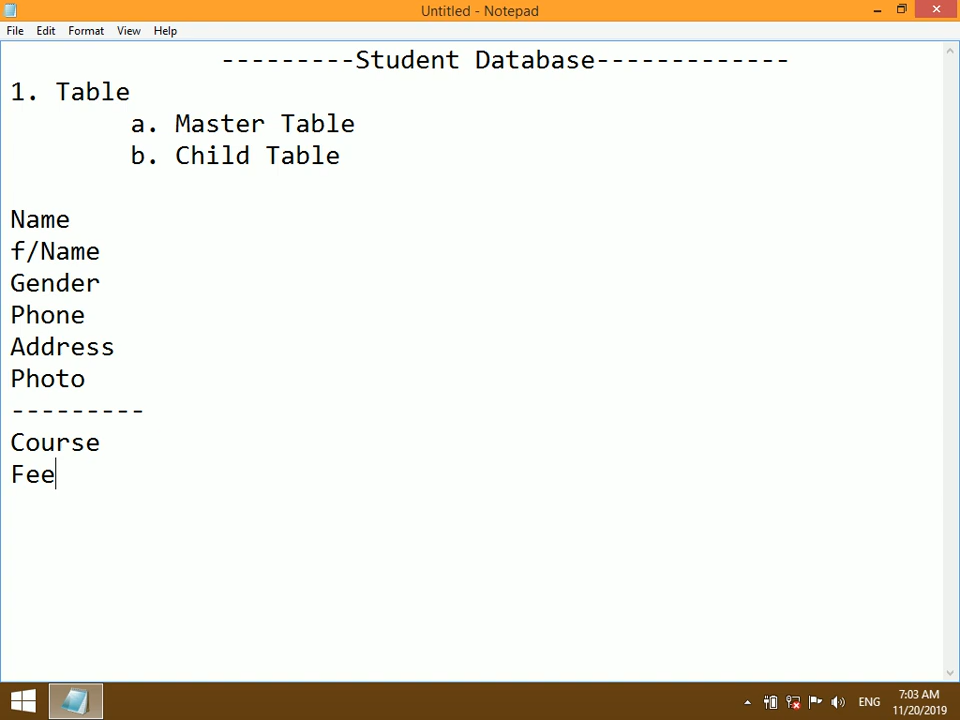 Untitled - Notepad
File Edit Format View Help
---------Student Database-------------
1. Table
a. Master Table
b. Child Table
Name
f/Name
Gender
Phone
Address
Photo
---------
Course
Fee
ENG
7:03 AM
11/20/2019